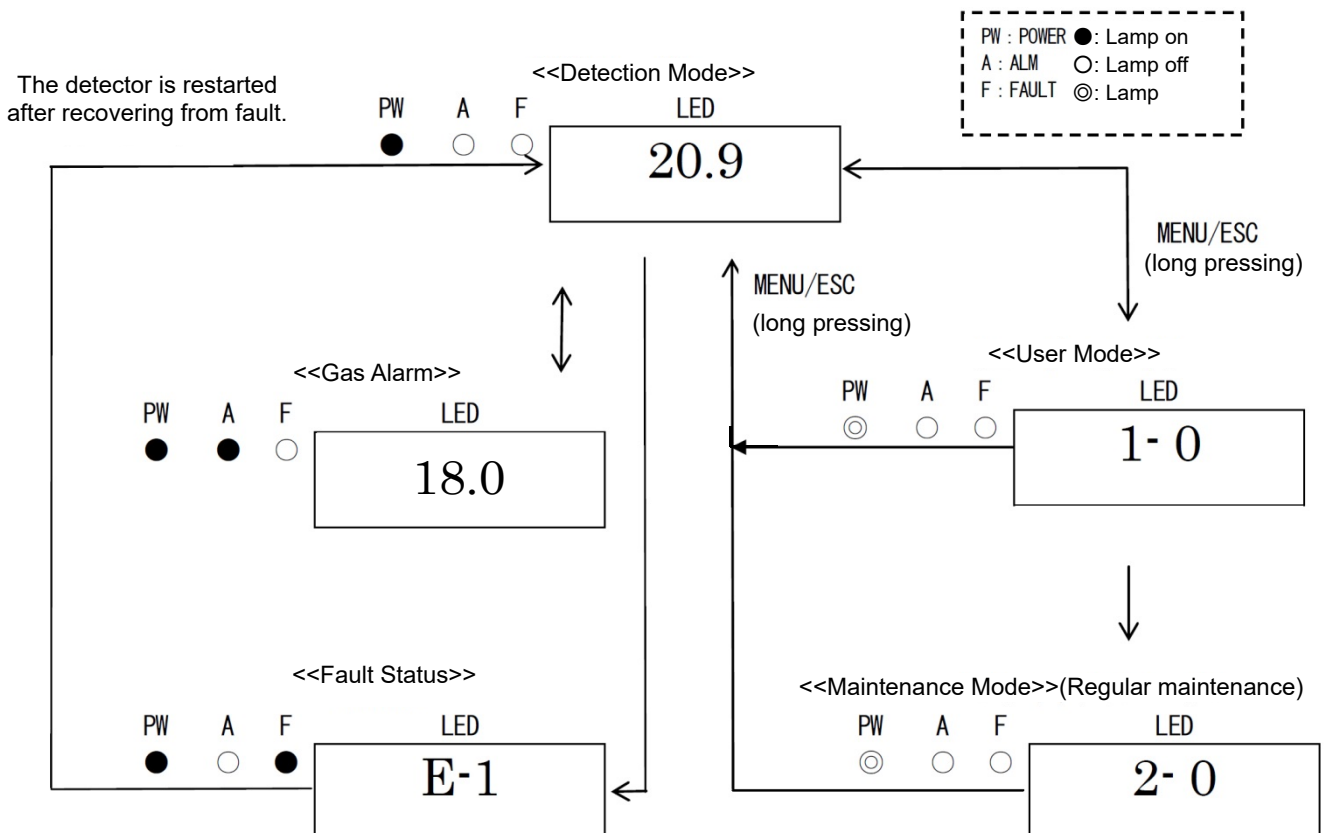 PW : POWER ●: Lamp on
A : ALM ○: Lamp off
F : FAULT ◎: Lamp
The detector is restarted
after recovering from fault.
<<Detection Mode>>
PW A F LED
20.9
MENU/ESC
(long pressing)
MENU/ESC
(long pressing)
<<Gas Alarm>>
PW A F LED
18.0
<<User Mode>>
PW A F LED
1- 0
<<Fault Status>>
PW A F LED
E-1
<<Maintenance Mode>>(Regular maintenance)
PW A F LED
2- 0